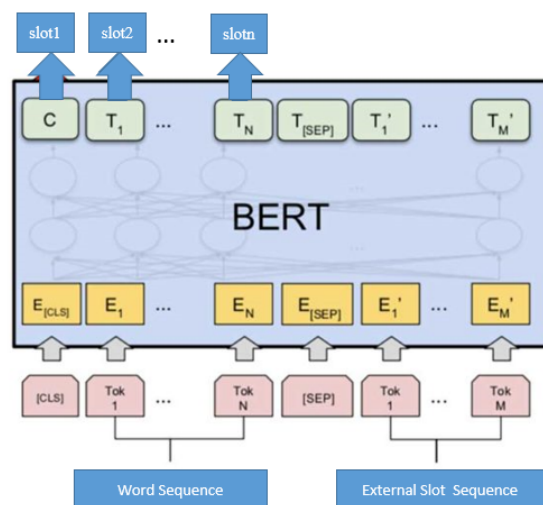 slot1 slot2 ... slotn
C T1 ... TN T[SEP] T1' ... TM'
BERT
E[CLS] E1 ... EN E[SEP] E1' ... EM'
[CLS] Tok 1 ... Tok N [SEP] Tok 1 ... Tok M
Word Sequence External Slot Sequence